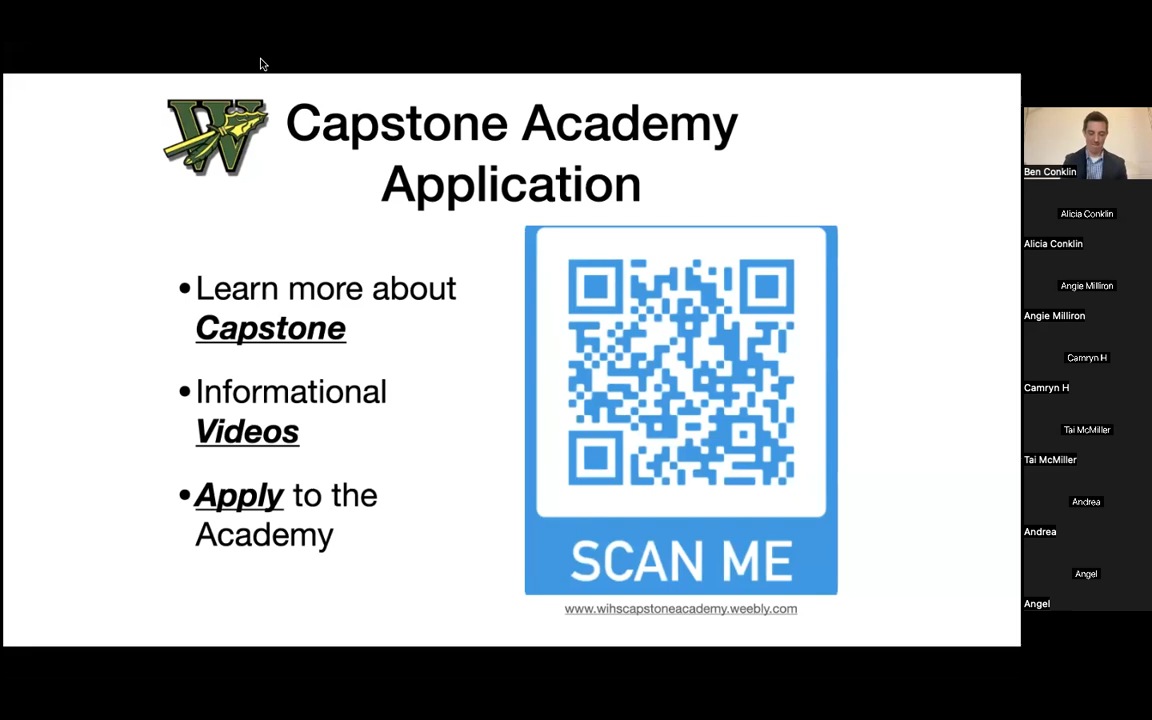 W Capstone Academy
Application
•Learn more about
Capstone
•Informational
Videos
•Apply to the
Academy
SCAN ME
www.wihscapstoneacademy.weebly.com
Ben Conklin
Alicia Conklin
Alicia Conklin
Angie Milliron
Angie Milliron
Camryn H
Camryn H
Tai McMiller
Tai McMiller
Andrea
Andrea
Angel
Angel